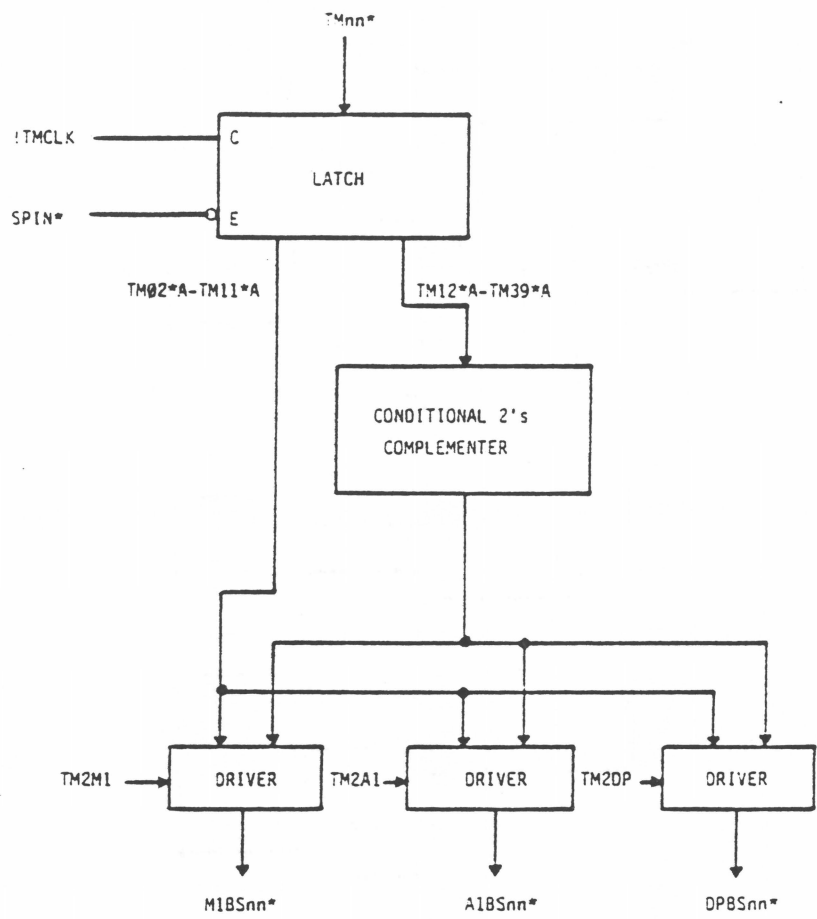 TMnn*
!TMCLK
C
LATCH
SPIN*
E
TM02*A-TM11*A
TM12*A-TM39*A
CONDITIONAL 2's
COMPLEMENTER
TM2M1
DRIVER
TM2A1
DRIVER
TM2DP
DRIVER
M1BSnn*
A1BSnn*
DPBSnn*